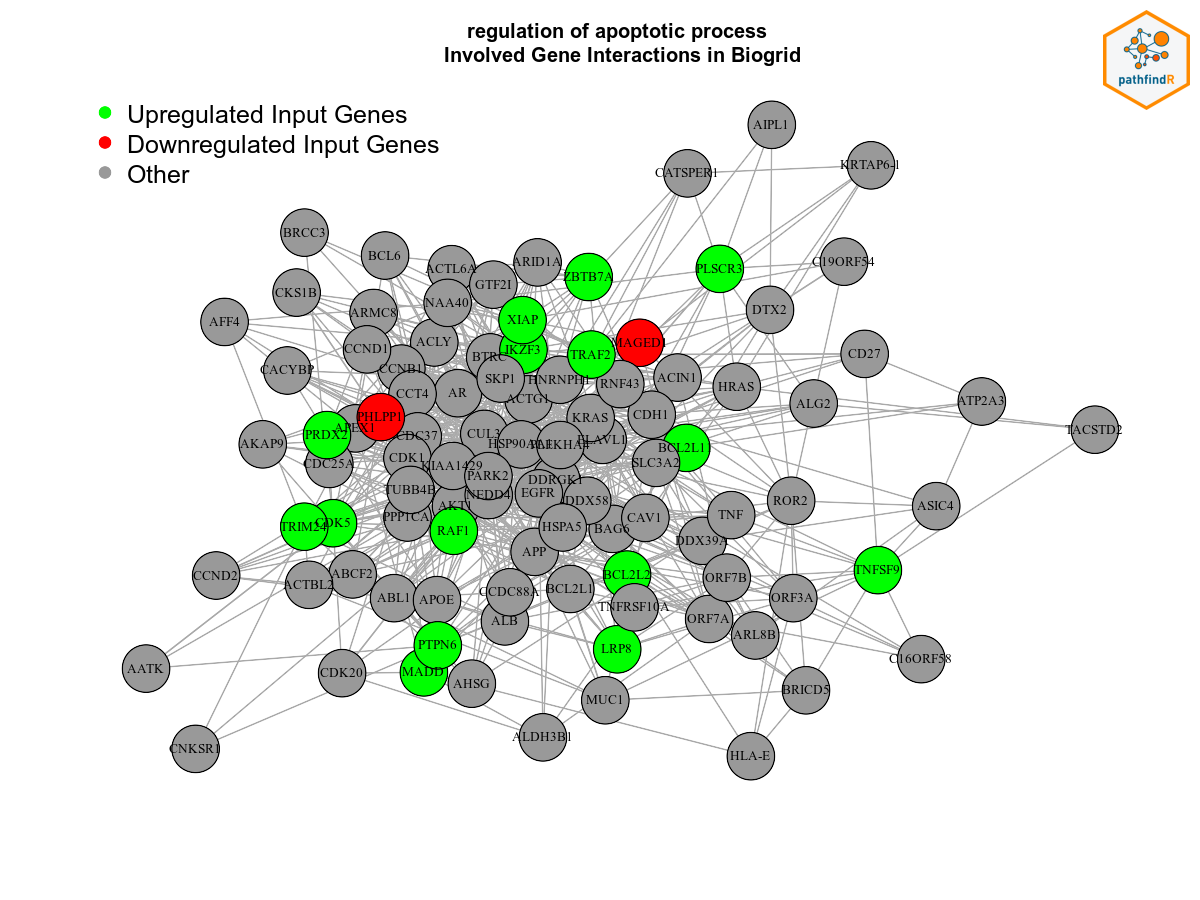 regulation of apoptotic process
Involved Gene Interactions in Biogrid
pathfindR
Upregulated Input Genes
Downregulated Input Genes
Other
AIPL1
CATSPER1
KRTAP6-1
BRCC3
BCL6
ACTL6A
ARID1A
ZBTB7A
PLSCR3
C19ORF54
GTF2I
CKS1B
NAA40
ARMC8
DTX2
AFF4
XIAP
ACLY
MAGED1
CCND1
IKZF3
BTRC
TRAF2
CD27
CACYBP
CCNB1
SKP1
RNF43
ACIN1
HRAS
CCT4
AR
ACTG1
ATP2A3
ALG2
PHLPP1
KRAS
CDH1
APEX1
TACSTD2
PRDX2
CDC37
CUL3
AKAP9
ELAVL1
BCL2L1
CDK1
CDC25A
KIAA1429
SLC3A2
PARK2
DDRGK1
TUBB4B
NEDD4
EGFR
DDX58
ROR2
AKT1
ASIC4
PPP1CA
CAV1
TNF
TRIM24
CDK5
RAF1
HSPA5
BAG6
DDX39A
APP
CCND2
ABCF2
BCL2L2
TNFSF9
ORF7B
ACTBL2
ABL1
APOE
CCDC88A
BCL2L1
ORF3A
TNFRSF10A
ALB
ORF7A
ARL8B
PTPN6
LRP8
C16ORF58
AATK
CDK20
MADD
AHSG
BRICD5
MUC1
ALDH3B1
CNKSR1
HLA-E